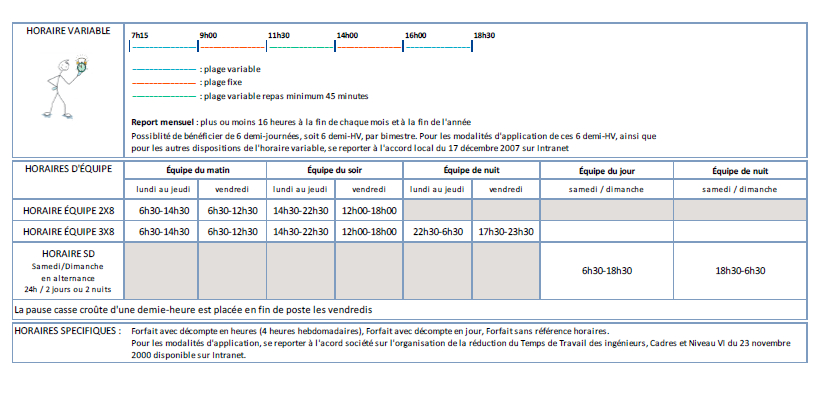 HORAIRE VARIABLE
7h15 9h00 11h30 14h00 16h00 18h30
: plage variable
: plage fixe
: plage variable repas minimum 45 minutes
Report mensuel : plus ou moins 16 heures à la fin de chaque mois et à la fin de l'année
Possiblité de bénéficier de 6 demi-journées, soit 6 demi-HV, par bimestre. Pour les modalités d'application de ces 6 demi-HV, ainsi que
pour les autres dispositions de l'horaire variable, se reporter à l'accord local du 17 décembre 2007 sur Intranet
HORAIRES D'ÉQUIPE Équipe du matin Équipe du soir Équipe de nuit Équipe du jour Équipe de nuit
lundi au jeudi vendredi lundi au jeudi vendredi lundi au jeudi vendredi samedi / dimanche samedi / dimanche
HORAIRE ÉQUIPE 2X8 6h30-14h30 6h30-12h30 14h30-22h30 12h00-18h00
HORAIRE ÉQUIPE 3X8 6h30-14h30 6h30-12h30 14h30-22h30 12h00-18h00 22h30-6h30 17h30-23h30
HORAIRE SD
Samedi/Dimanche
en alternance
24h / 2 jours ou 2 nuits
6h30-18h30 18h30-6h30
La pause casse croûte d'une demie-heure est placée en fin de poste les vendredis
HORAIRES SPECIFIQUES : Forfait avec décompte en heures (4 heures hebdomadaires), Forfait avec décompte en jour, Forfait sans référence horaires.
Pour les modalités d'application, se reporter à l'acord société sur l'organisation de la réduction du Temps de Travail des ingénieurs, Cadres et Niveau VI du 23 novembre
2000 disponible sur Intranet.